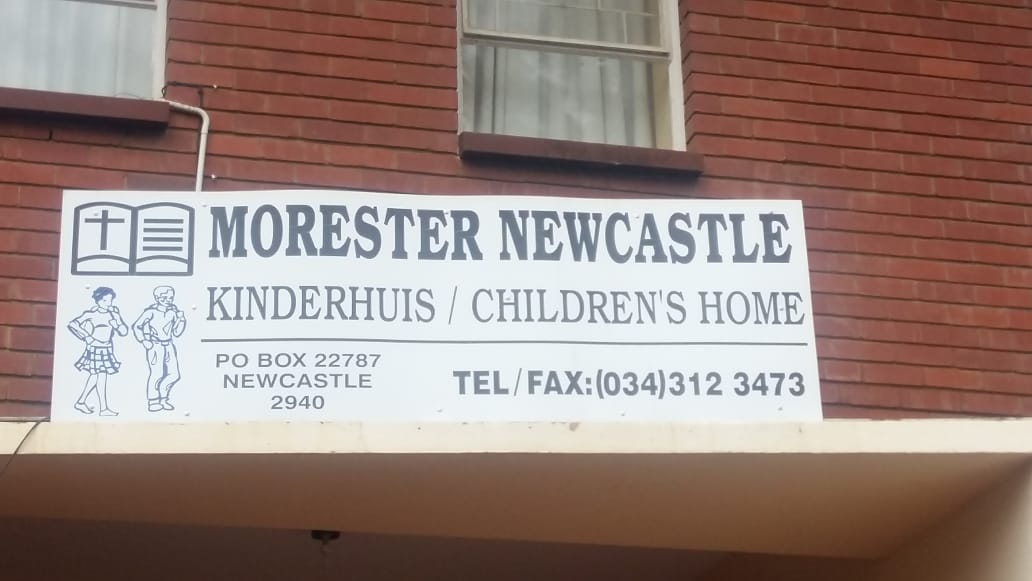 MORESTER NEWCASTLE
KINDERHUIS / CHILDREN'S HOME
PO BOX 22787
NEWCASTLE
2940
TEL/FAX:(034)312 3473